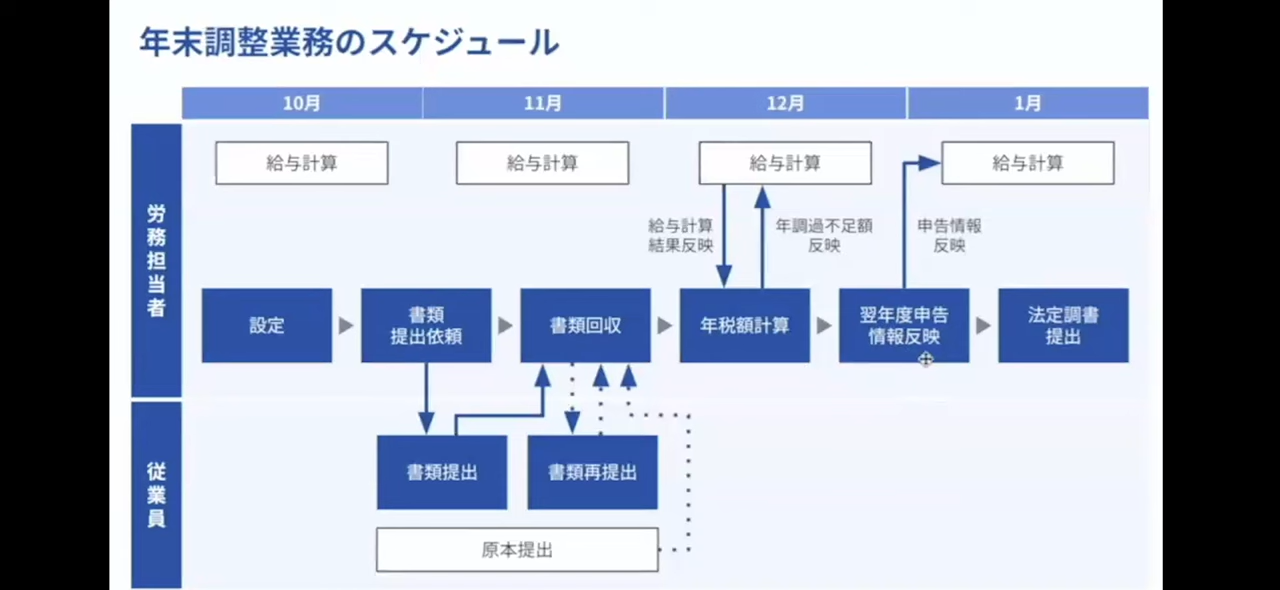 年末調整業務のスケジュール
10月
11月
12月
1月
労務担当者
給与計算
給与計算
給与計算
給与計算
給与計算
結果反映
年調過不足額
反映
申告情報
反映
設定
書類
提出依頼
書類回収
年税額計算
翌年度申告
情報反映
法定調書
提出
従業員
書類提出
書類再提出
原本提出